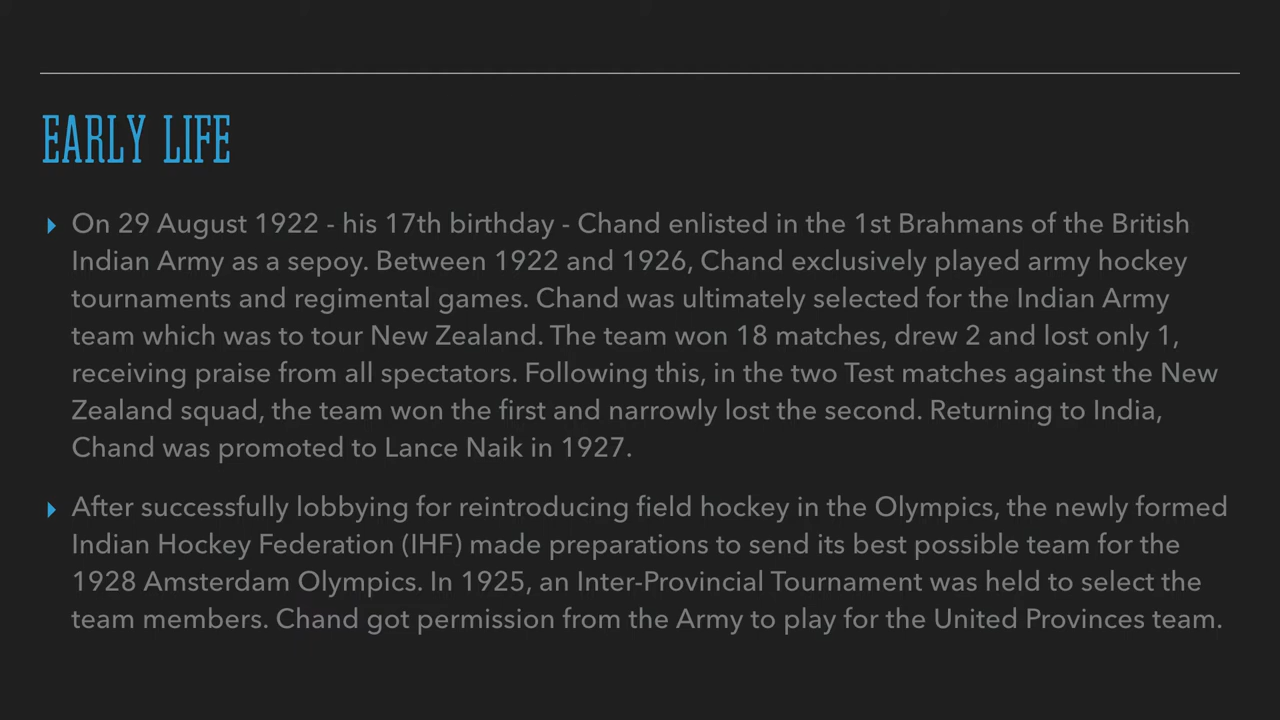 EARLY LIFE
On 29 August 1922 - his 17th birthday - Chand enlisted in the 1st Brahmans of the British
Indian Army as a sepoy. Between 1922 and 1926, Chand exclusively played army hockey
tournaments and regimental games. Chand was ultimately selected for the Indian Army
team which was to tour New Zealand. The team won 18 matches, drew 2 and lost only 1,
receiving praise from all spectators. Following this, in the two Test matches against the New
Zealand squad, the team won the first and narrowly lost the second. Returning to India,
Chand was promoted to Lance Naik in 1927.
After successfully lobbying for reintroducing field hockey in the Olympics, the newly formed
Indian Hockey Federation (IHF) made preparations to send its best possible team for the
1928 Amsterdam Olympics. In 1925, an Inter-Provincial Tournament was held to select the
team members. Chand got permission from the Army to play for the United Provinces team.